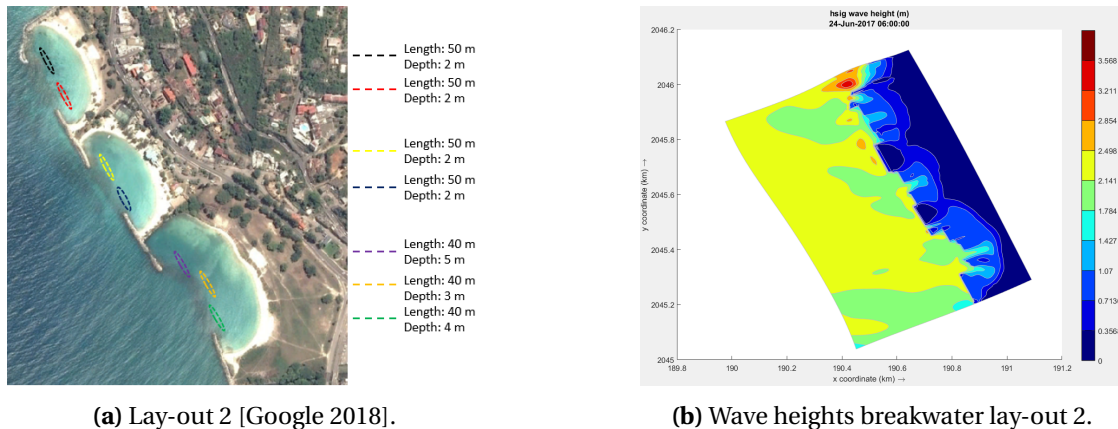 Length: 50 m
Depth: 2 m
Length: 50 m
Depth: 2 m
Length: 50 m
Depth: 2 m
Length: 50 m
Depth: 2 m
Length: 40 m
Depth: 5 m
Length: 40 m
Depth: 3 m
Length: 40 m
Depth: 4 m
(a) Lay-out 2 [Google 2018].
hsig wave height (m)
24-Jun-2017 06:00:00
2046.2
2046
2045.8
2045.6
2045.4
2045.2
2045
y coordinate (km) →
189.8 190 190.2 190.4 190.6 190.8 191 191.2
x coordinate (km) →
3.568
3.211
2.854
2.498
2.141
1.784
1.427
1.07
0.7136
0.3568
(b) Wave heights breakwater lay-out 2.